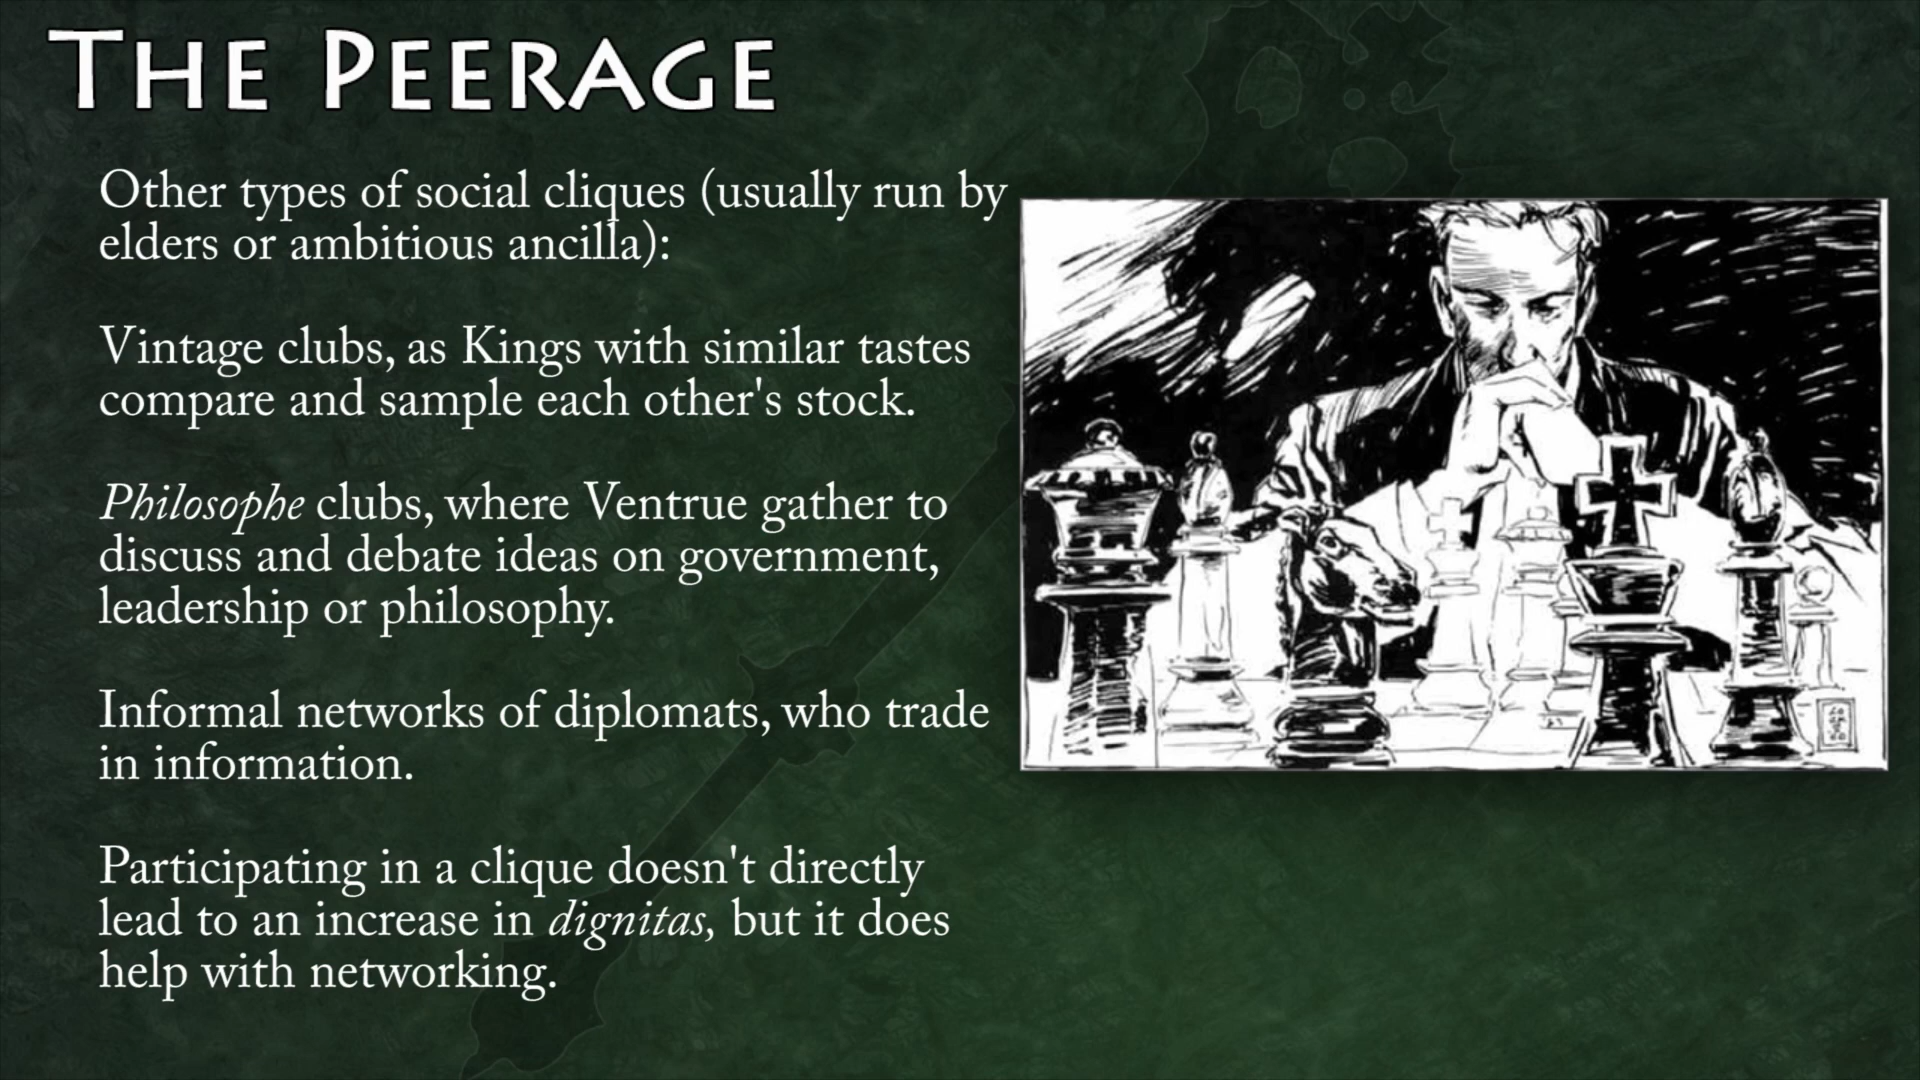 THE PEERAGE
Other types of social cliques (usually run by
elders or ambitious ancilla):
Vintage clubs, as Kings with similar tastes
compare and sample each other's stock.
Philosophe clubs, where Ventrue gather to
discuss and debate ideas on government,
leadership or philosophy.
Informal networks of diplomats, who trade
in information.
Participating in a clique doesn't directly
lead to an increase in dignitas, but it does
help with networking.